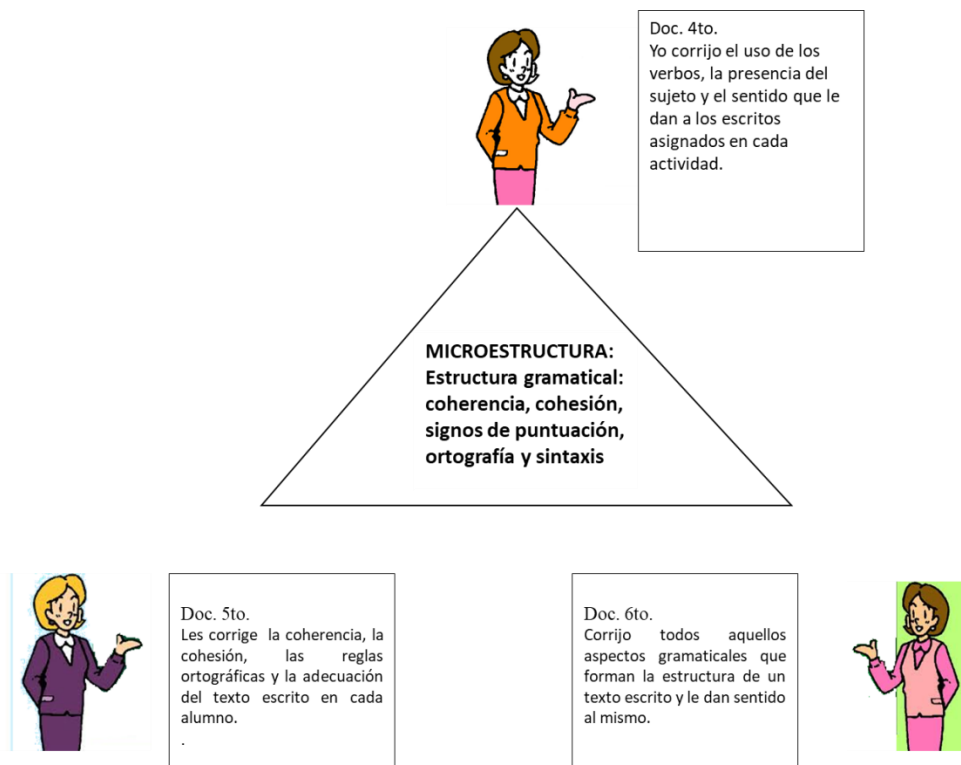 Doc. 4to.
Yo corrijo el uso de los
verbos, la presencia del
sujeto y el sentido que le
dan a los escritos
asignados en cada
actividad.
MICROESTRUCTURA:
Estructura gramatical:
coherencia, cohesión,
signos de puntuación,
ortografía y sintaxis
Doc. 5to.
Les corrige la coherencia, la
cohesión, las reglas
ortográficas y la adecuación
del texto escrito en cada
alumno.
.
Doc. 6to.
Corrijo todos aquellos
aspectos gramaticales que
forman la estructura de un
texto escrito y le dan sentido
al mismo.